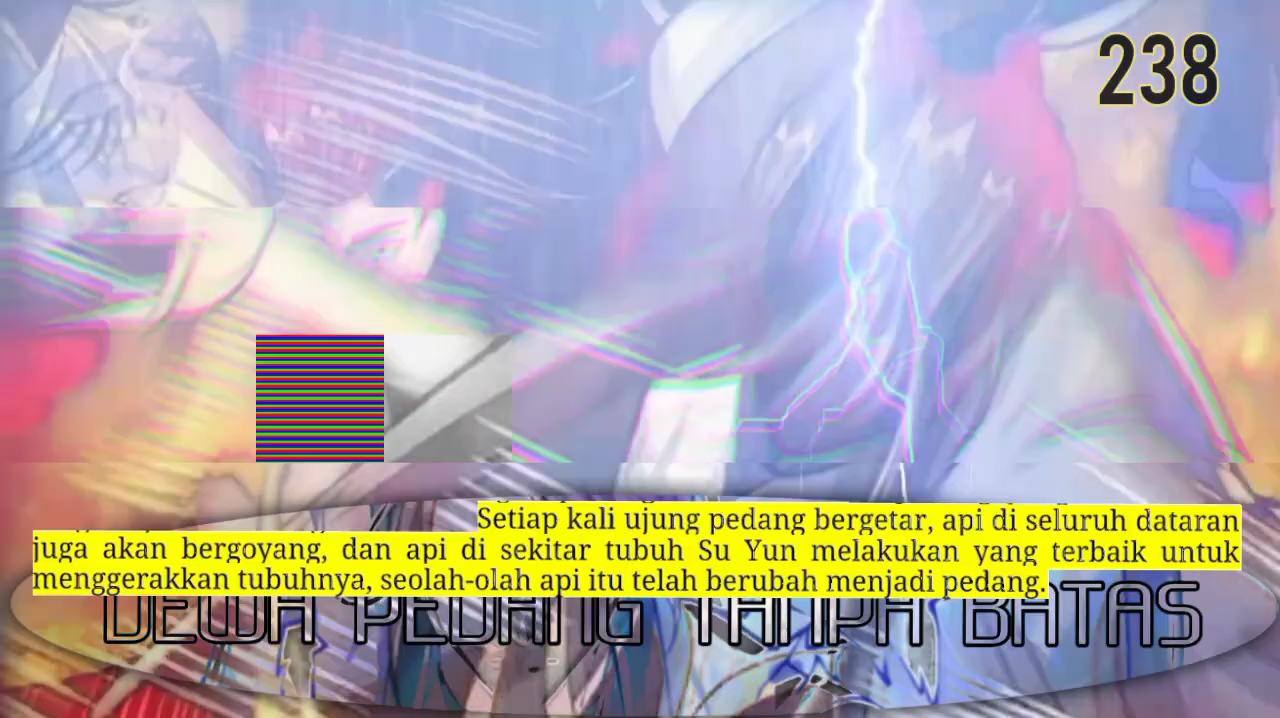 238
Setiap kali ujung pedang bergetar, api di seluruh dataran
juga akan bergoyang, dan api di sekitar tubuh Su Yun melakukan yang terbaik untuk
menggerakkan tubuhnya, seolah-olah api itu telah berubah menjadi pedang.
DEWA PEDANG TANPA BATAS